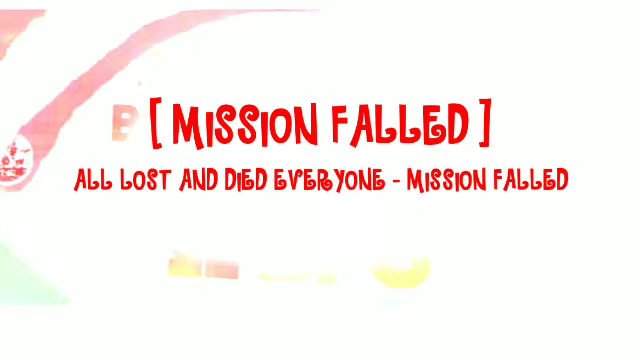 [ MISSION FALLED ]
ALL LOST AND DIED EVERYONE - MISSION FALLED